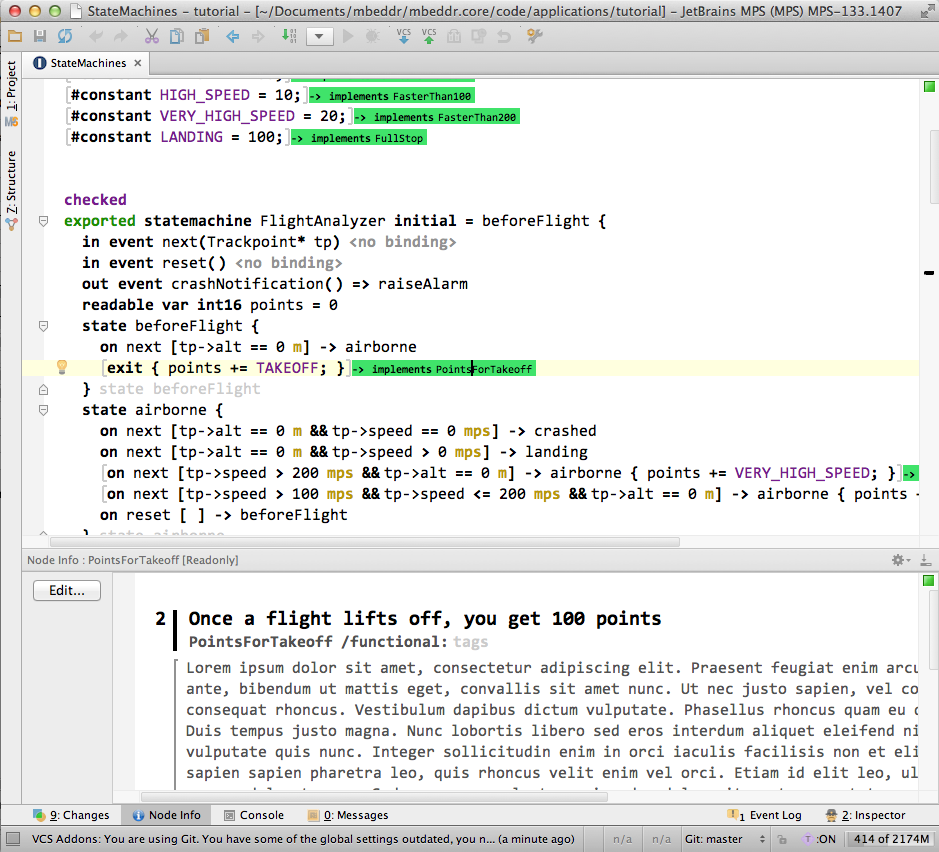 StateMachines – tutorial – [~/Documents/mbeddr/mbeddr.core/code/applications/tutorial] – JetBrains MPS (MPS) MPS-133.1407
VCS VCS
1: Project
Z: Structure
StateMachines ×
[#constant HIGH_SPEED = 10;]-> implements FasterThan100
[#constant VERY_HIGH_SPEED = 20;]-> implements FasterThan200
[#constant LANDING = 100;]-> implements FullStop
checked
exported statemachine FlightAnalyzer initial = beforeFlight {
in event next(Trackpoint* tp) <no binding>
in event reset() <no binding>
out event crashNotification() => raiseAlarm
readable var int16 points = 0
state beforeFlight {
on next [tp->alt == 0 m] -> airborne
[exit { points += TAKEOFF; }]-> implements PointsForTakeoff
} state beforeFlight
state airborne {
on next [tp->alt == 0 m && tp->speed == 0 mps] -> crashed
on next [tp->alt == 0 m && tp->speed > 0 mps] -> landing
[on next [tp->speed > 200 mps && tp->alt == 0 m] -> airborne { points += VERY_HIGH_SPEED; }]->
[on next [tp->speed > 100 mps && tp->speed <= 200 mps && tp->alt == 0 m] -> airborne { points
on reset [ ] -> beforeFlight
} state airborne
Node Info : PointsForTakeoff [Readonly]
Edit...
2 Once a flight lifts off, you get 100 points
PointsForTakeoff /functional: tags
Lorem ipsum dolor sit amet, consectetur adipiscing elit. Praesent feugiat enim arcu
ante, bibendum ut mattis eget, convallis sit amet nunc. Ut nec justo sapien, vel co
consequat rhoncus. Vestibulum dapibus dictum vulputate. Phasellus rhoncus quam eu
Duis tempus justo magna. Nunc lobortis libero sed eros interdum aliquet eleifend ni
vulputate quis nunc. Integer sollicitudin enim in orci iaculis facilisis non et eli
sapien sapien pharetra leo, quis rhoncus velit enim vel orci. Etiam id elit leo, ul
9: Changes Node Info Console 0: Messages 1 Event Log 2: Inspector
VCS Addons: You are using Git. You have some of the global settings outdated, you n... (a minute ago) n/a n/a Git: master T :ON 414 of 2174M